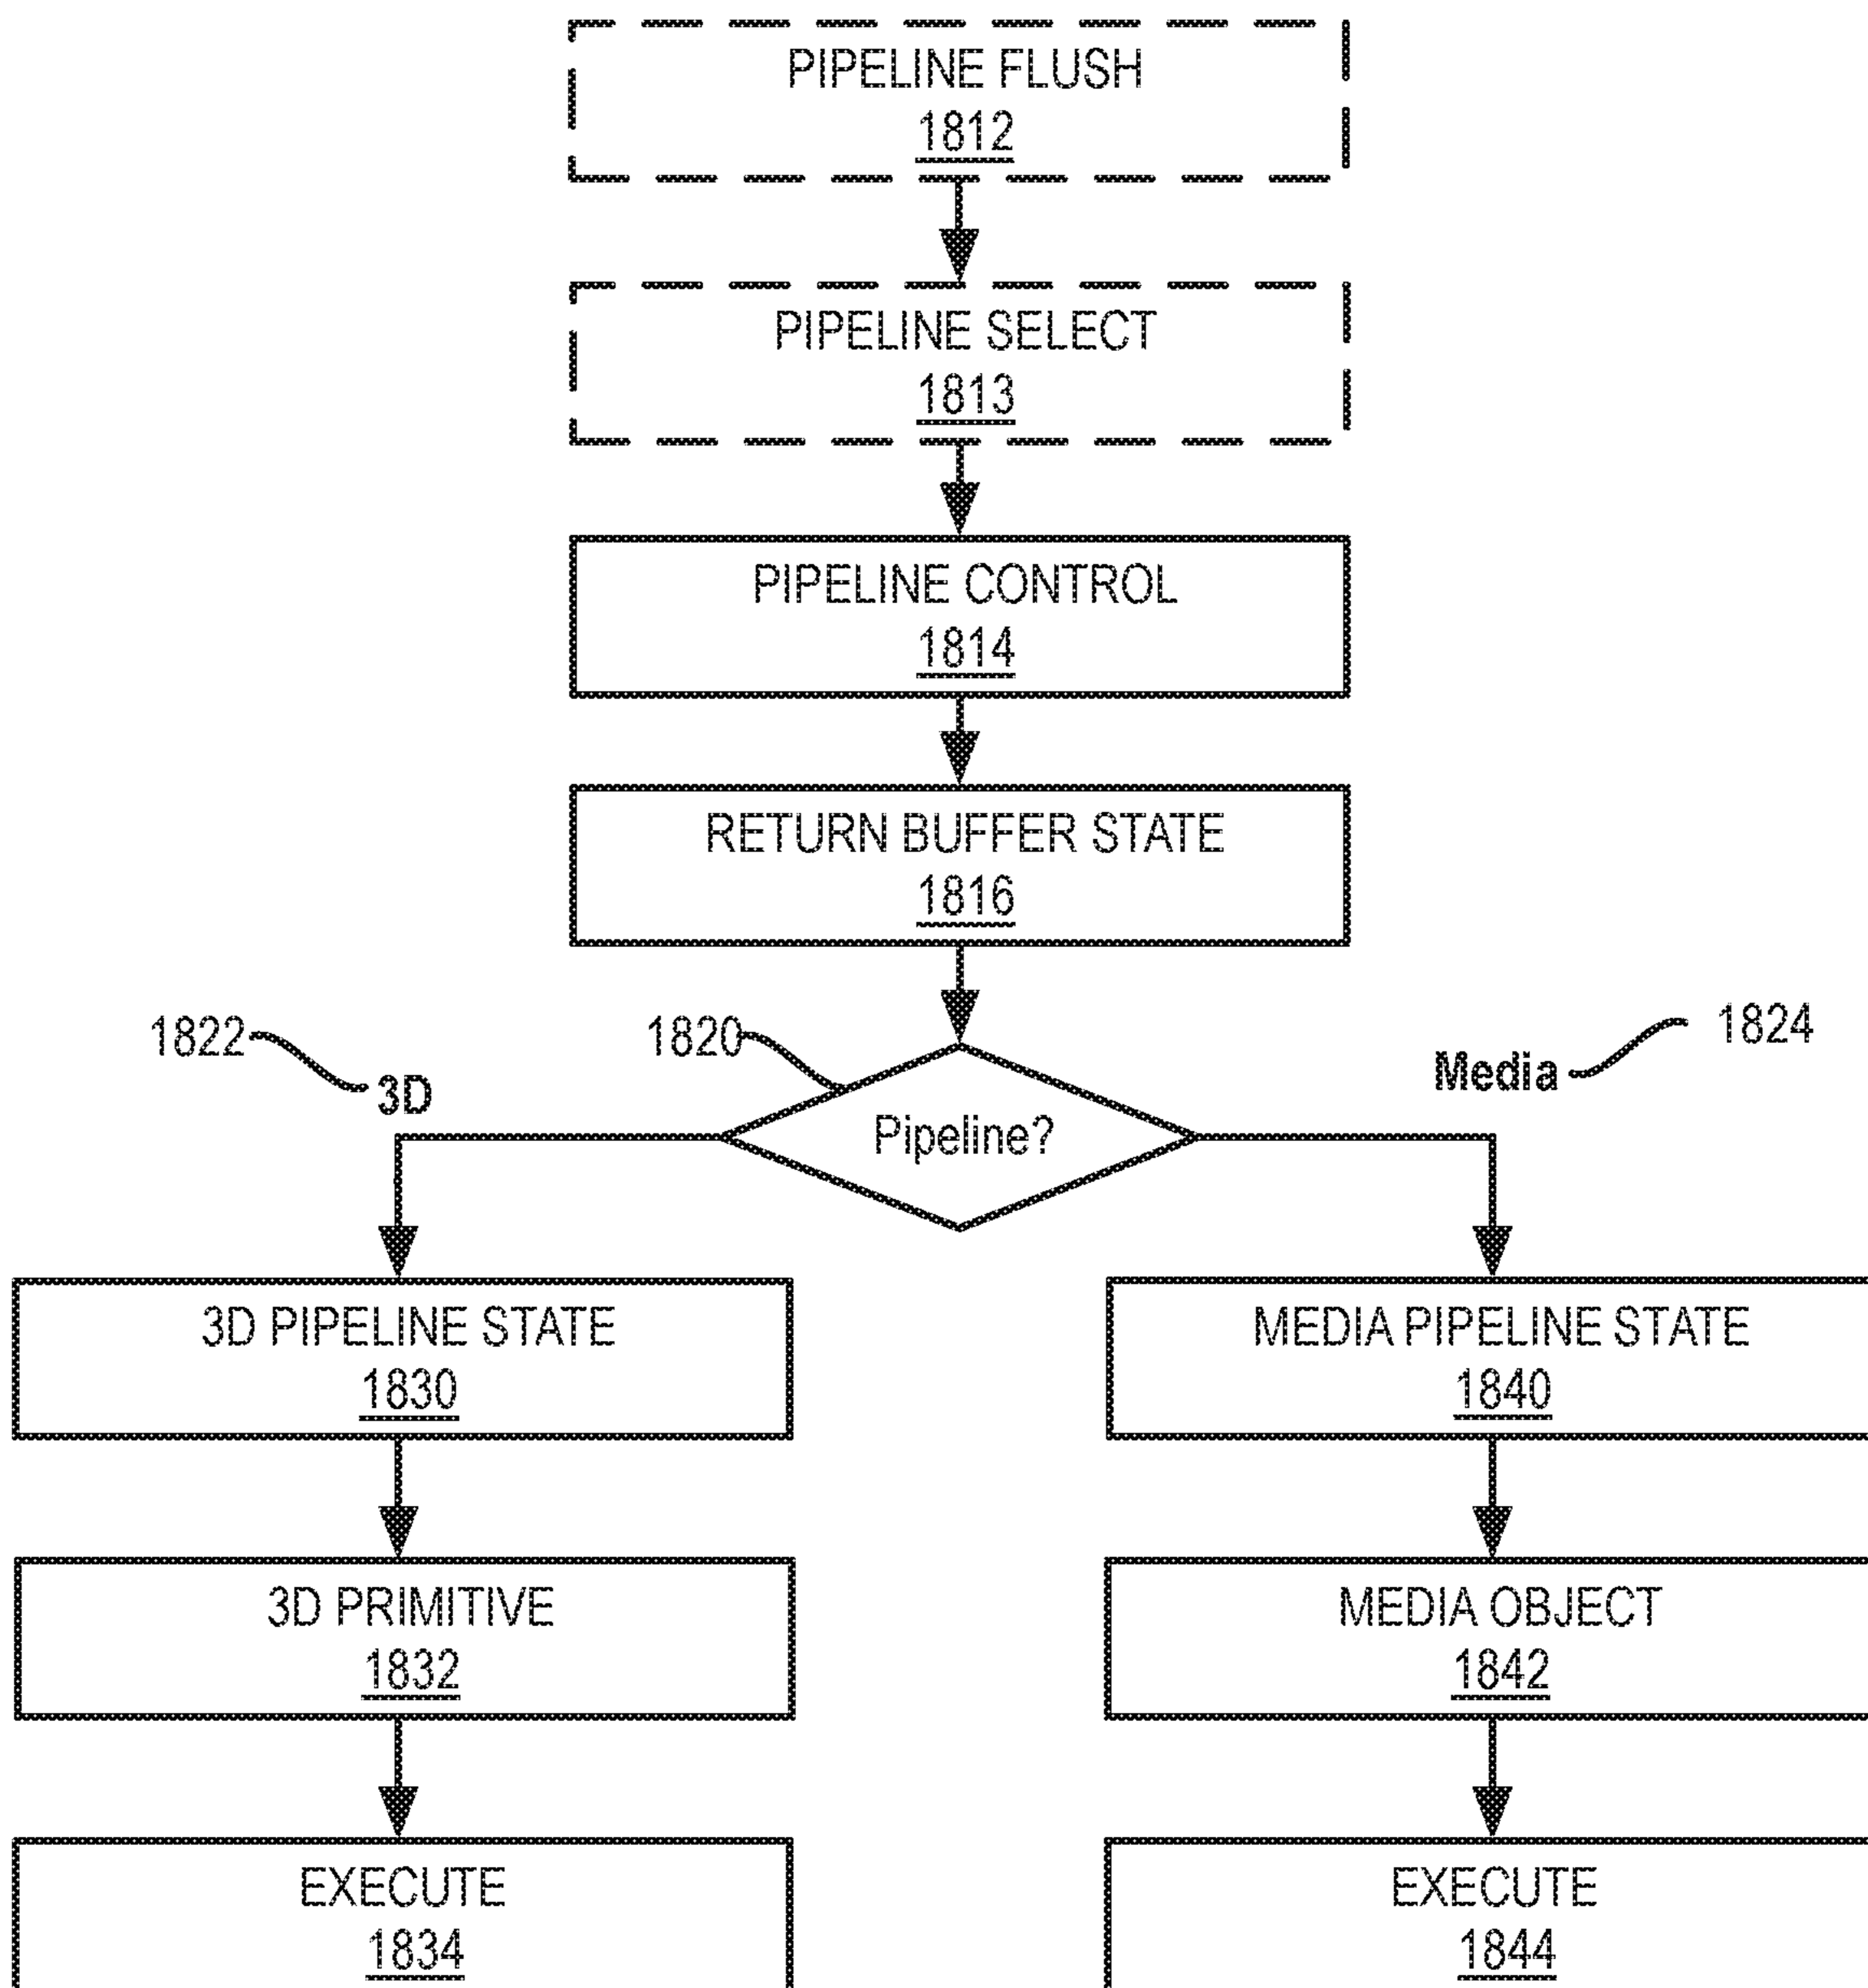 PIPELINE FLUSH
1812
PIPELINE SELECT
1813
PIPELINE CONTROL
1814
RETURN BUFFER STATE
1816
1822
1820
1824
3D
Media
Pipeline?
3D PIPELINE STATE
1830
MEDIA PIPELINE STATE
1840
3D PRIMITIVE
1832
MEDIA OBJECT
1842
EXECUTE
1834
EXECUTE
1844